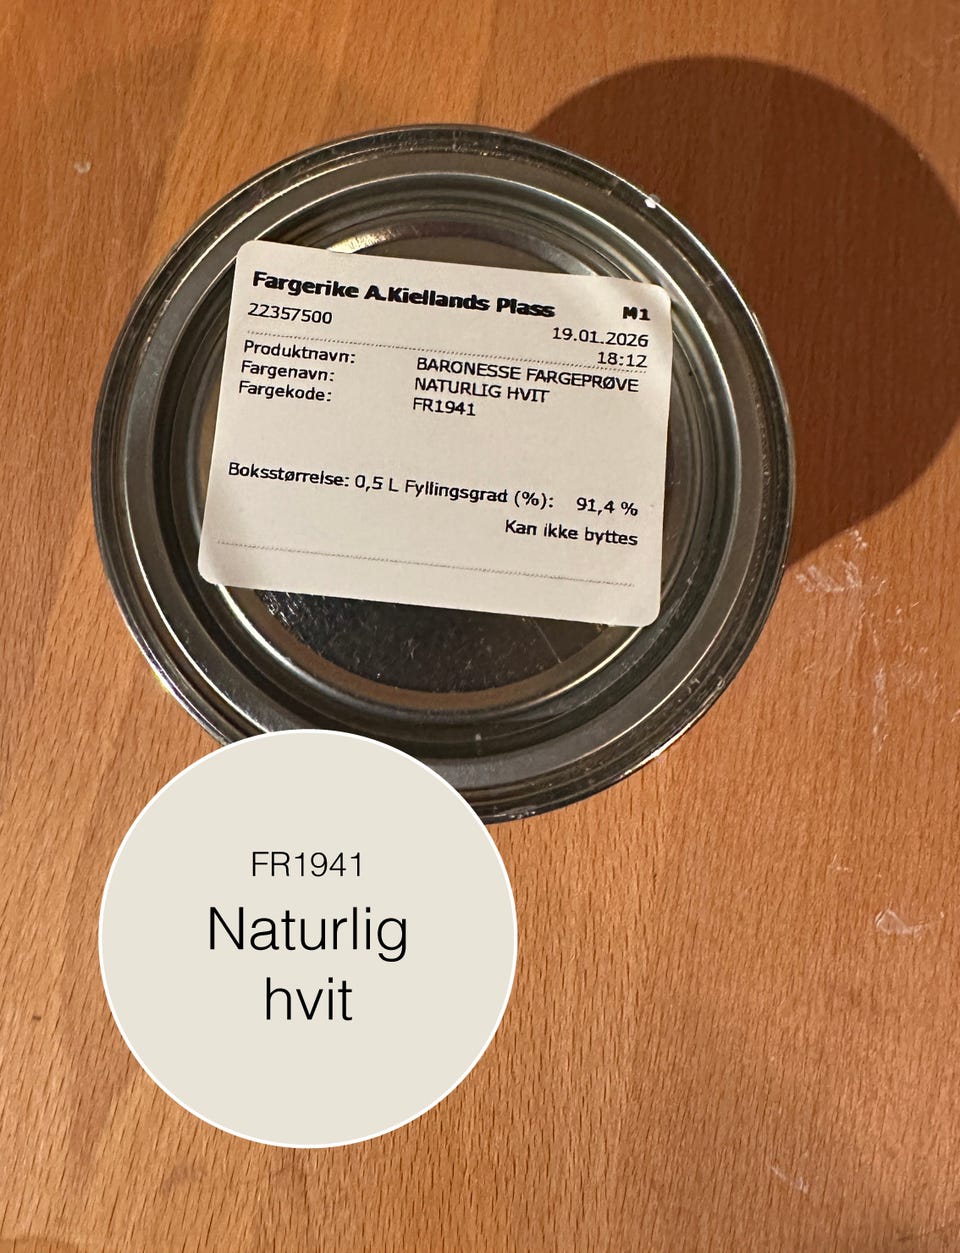 Fargerike A.Kiellands Plass M1
22357500 19.01.2026
18:12
Produktnavn: BARONESSE FARGEPRØVE
Fargenavn: NATURLIG HVIT
Fargekode: FR1941
Boksstørrelse: 0,5 L Fyllingsgrad (%): 91,4 %
Kan ikke byttes
FR1941
Naturlig
hvit